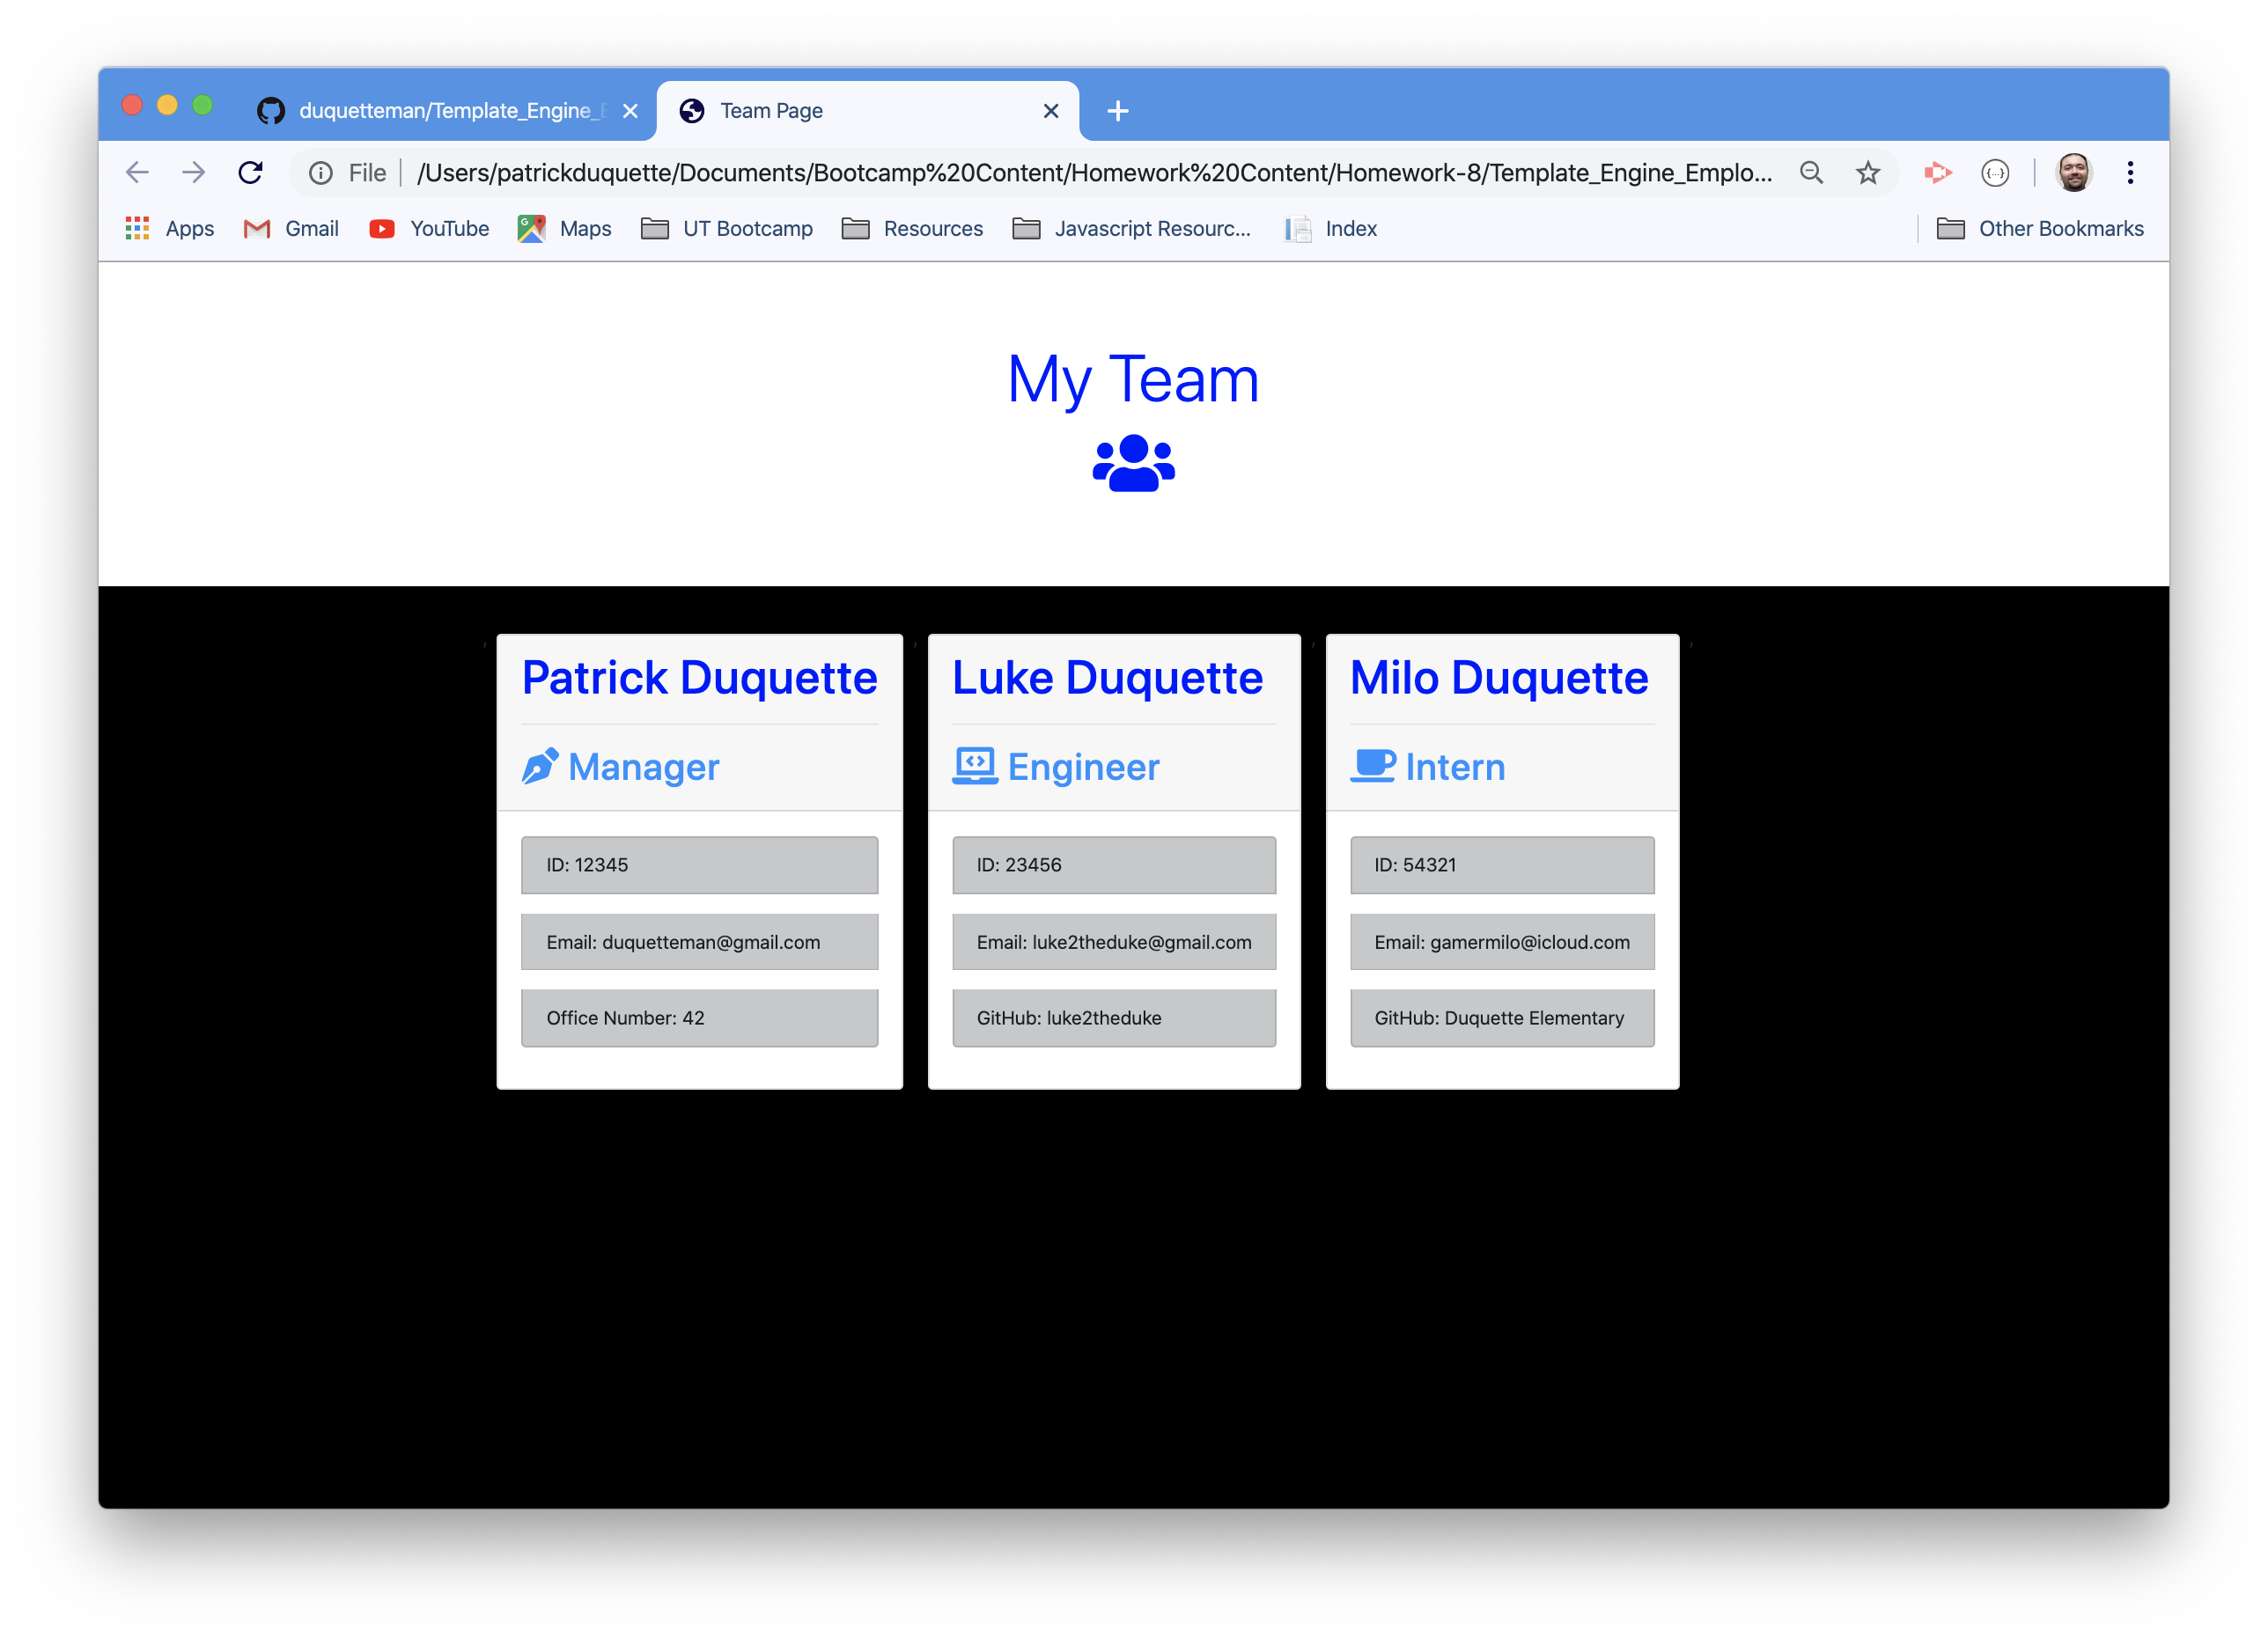 duquetteman/Template_Engine_E
Team Page
File
/Users/patrickduquette/Documents/Bootcamp%20Content/Homework%20Content/Homework-8/Template_Engine_Emplo...
Apps
Gmail
YouTube
Maps
UT Bootcamp
Resources
Javascript Resourc...
Index
Other Bookmarks
My Team
Patrick Duquette
Manager
ID: 12345
Email: duquetteman@gmail.com
Office Number: 42
Luke Duquette
Engineer
ID: 23456
Email: luke2theduke@gmail.com
GitHub: luke2theduke
Milo Duquette
Intern
ID: 54321
Email: gamermilo@icloud.com
GitHub: Duquette Elementary